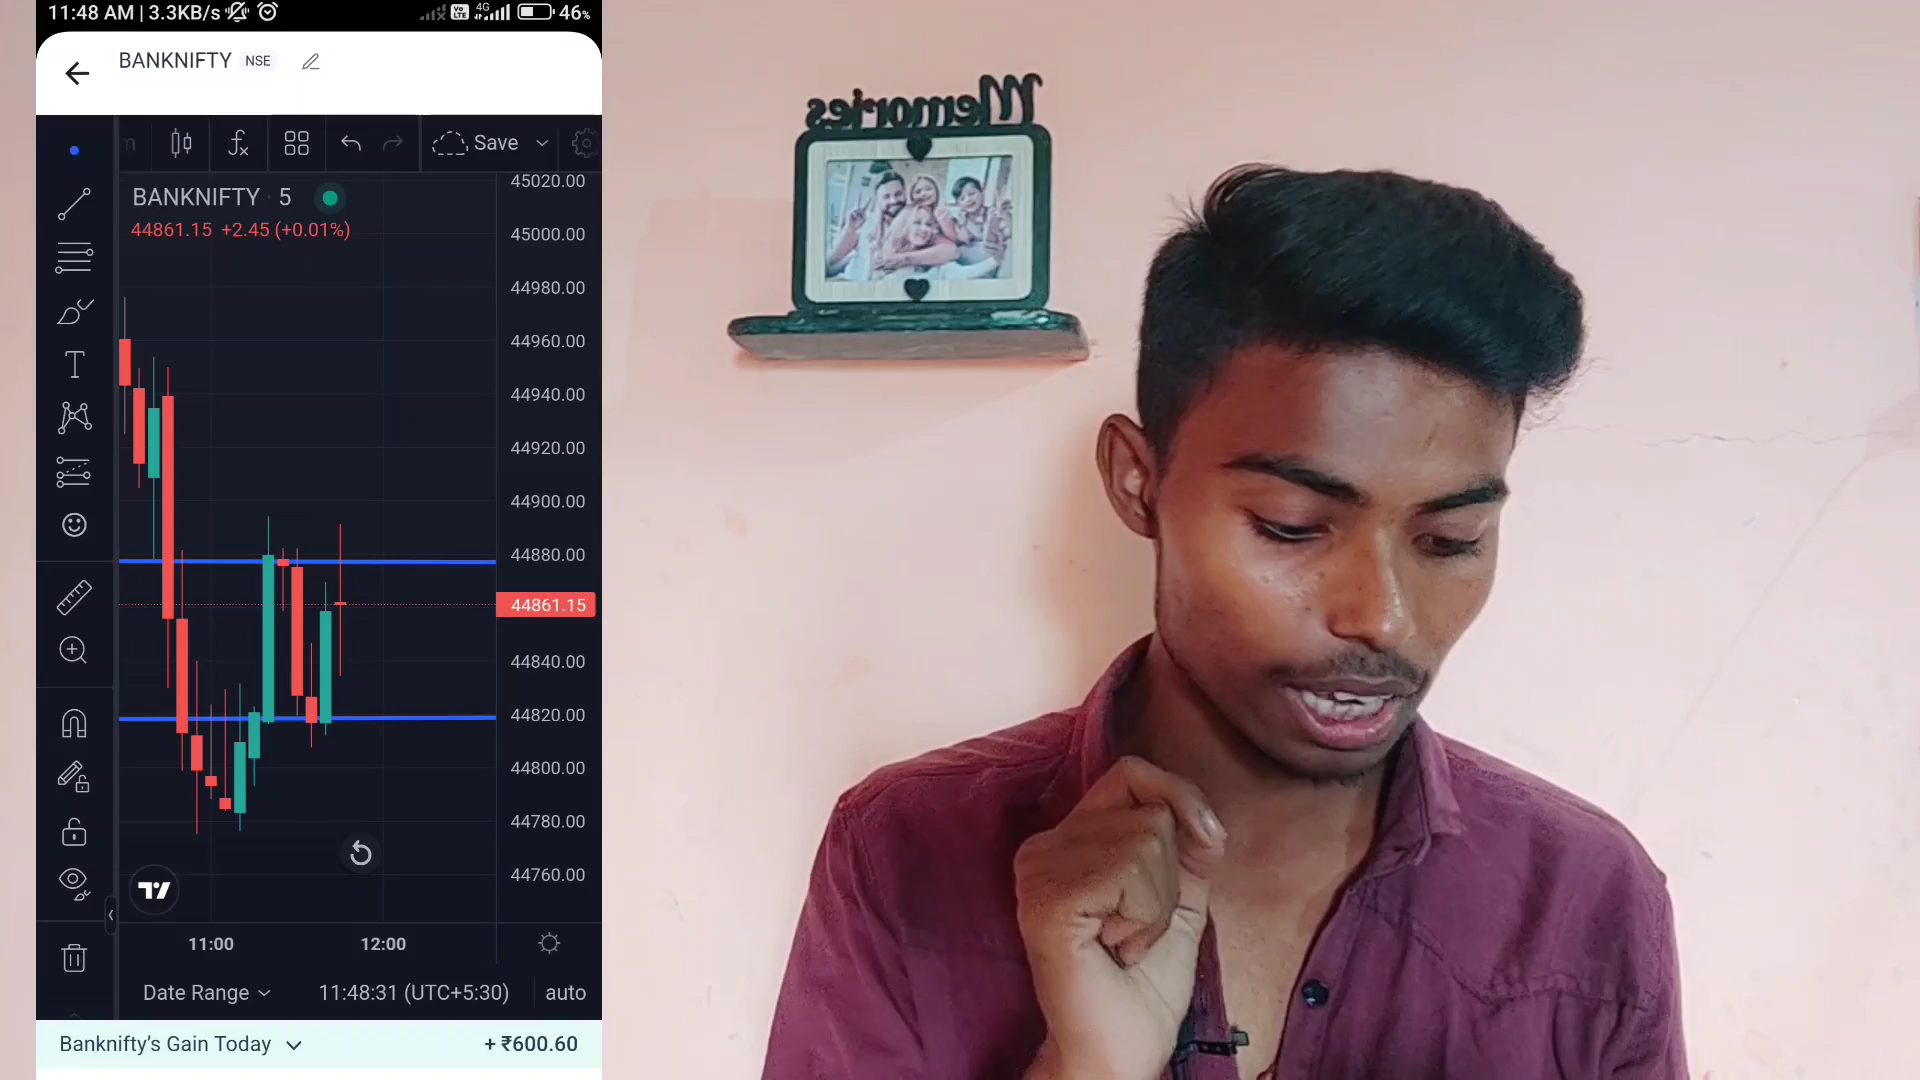 11:48 AM | 3.3KB/s
Vo LTE
4G
46%
BANKNIFTY NSE
Save
BANKNIFTY · 5
44861.15 +2.45 (+0.01%)
45020.00
45000.00
44980.00
44960.00
44940.00
44920.00
44900.00
44880.00
44861.15
44840.00
44820.00
44800.00
44780.00
44760.00
11:00 12:00
Date Range 11:48:31 (UTC+5:30) auto
Banknifty's Gain Today + ₹600.60
Memories